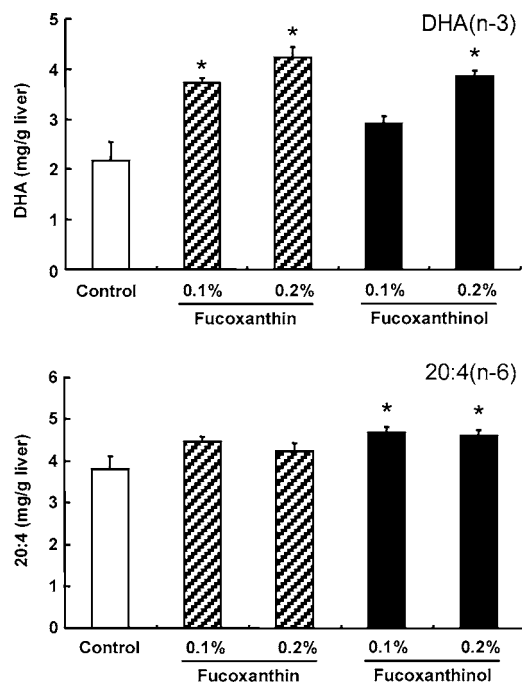 DHA(n-3)
5
4
3
2
1
0
DHA (mg/g liver)
* * *
Control 0.1% 0.2% 0.1% 0.2%
Fucoxanthin Fucoxanthinol
20:4(n-6)
6
5
4
3
2
1
0
20:4 (mg/g liver)
* *
Control 0.1% 0.2% 0.1% 0.2%
Fucoxanthin Fucoxanthinol